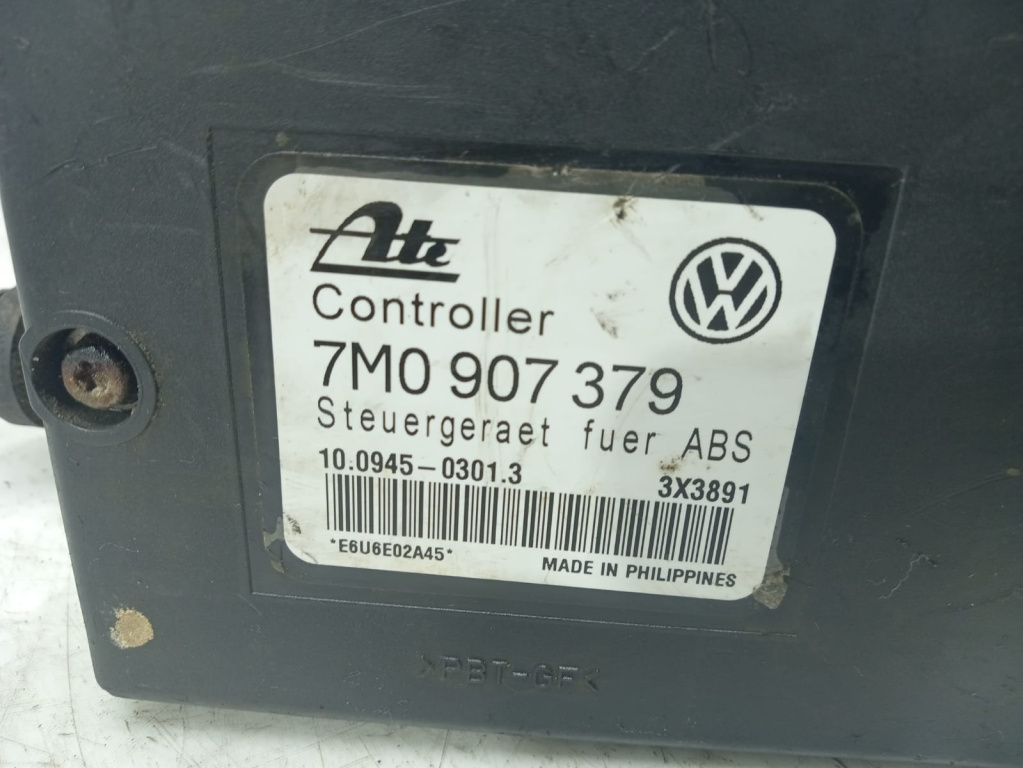 Ate
Controller
7M0 907 379
Steuergeraet fuer ABS
10.0945-0301.3 3X3891
*E6U6E02A45*
MADE IN PHILIPPINES
>PBT-GF<